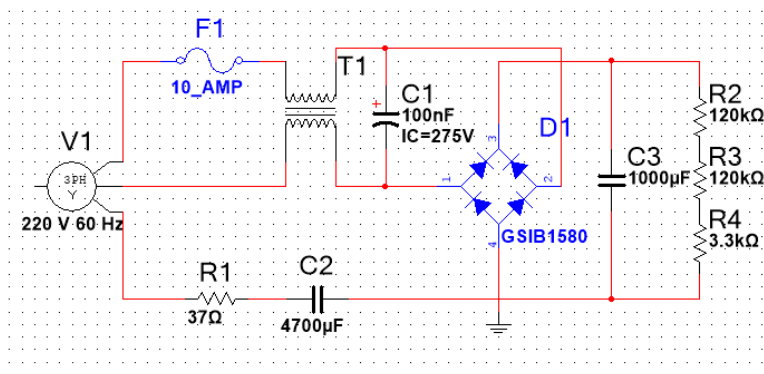 F1
10_AMP
T1
+
C1
100nF
IC=275V
V1
3PH
Y
220 V 60 Hz
D1
1
2
3
4
GSIB1580
C3
1000µF
R2
120kΩ
R3
120kΩ
R4
3.3kΩ
R1
37Ω
C2
4700µF